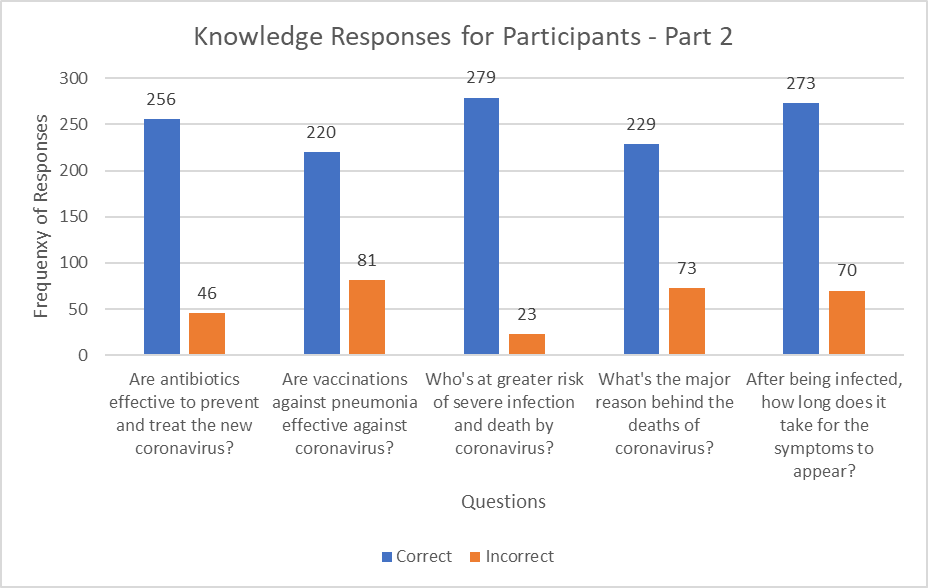 Knowledge Responses for Participants - Part 2
Frequenxy of Responses
300
250
200
150
100
50
0
256
46
220
81
279
23
229
73
273
70
Are antibiotics
effective to prevent
and treat the new
coronavirus?
Are vaccinations
against pneumonia
effective against
coronavirus?
Who's at greater risk
of severe infection
and death by
coronavirus?
What's the major
reason behind the
deaths of
coronavirus?
After being infected,
how long does it
take for the
symptoms to
appear?
Questions
Correct
Incorrect